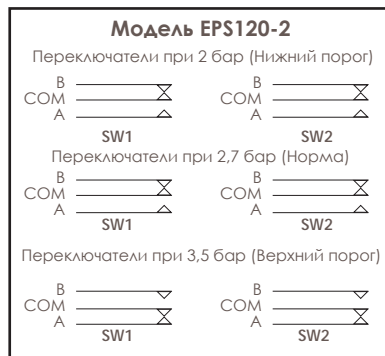 Модель EPS120-2
Переключатели при 2 бар (Нижний порог)
B B
COM COM
A A
SW1 SW2
Переключатели при 2,7 бар (Норма)
B B
COM COM
A A
SW1 SW2
Переключатели при 3,5 бар (Верхний порог)
B B
COM COM
A A
SW1 SW2